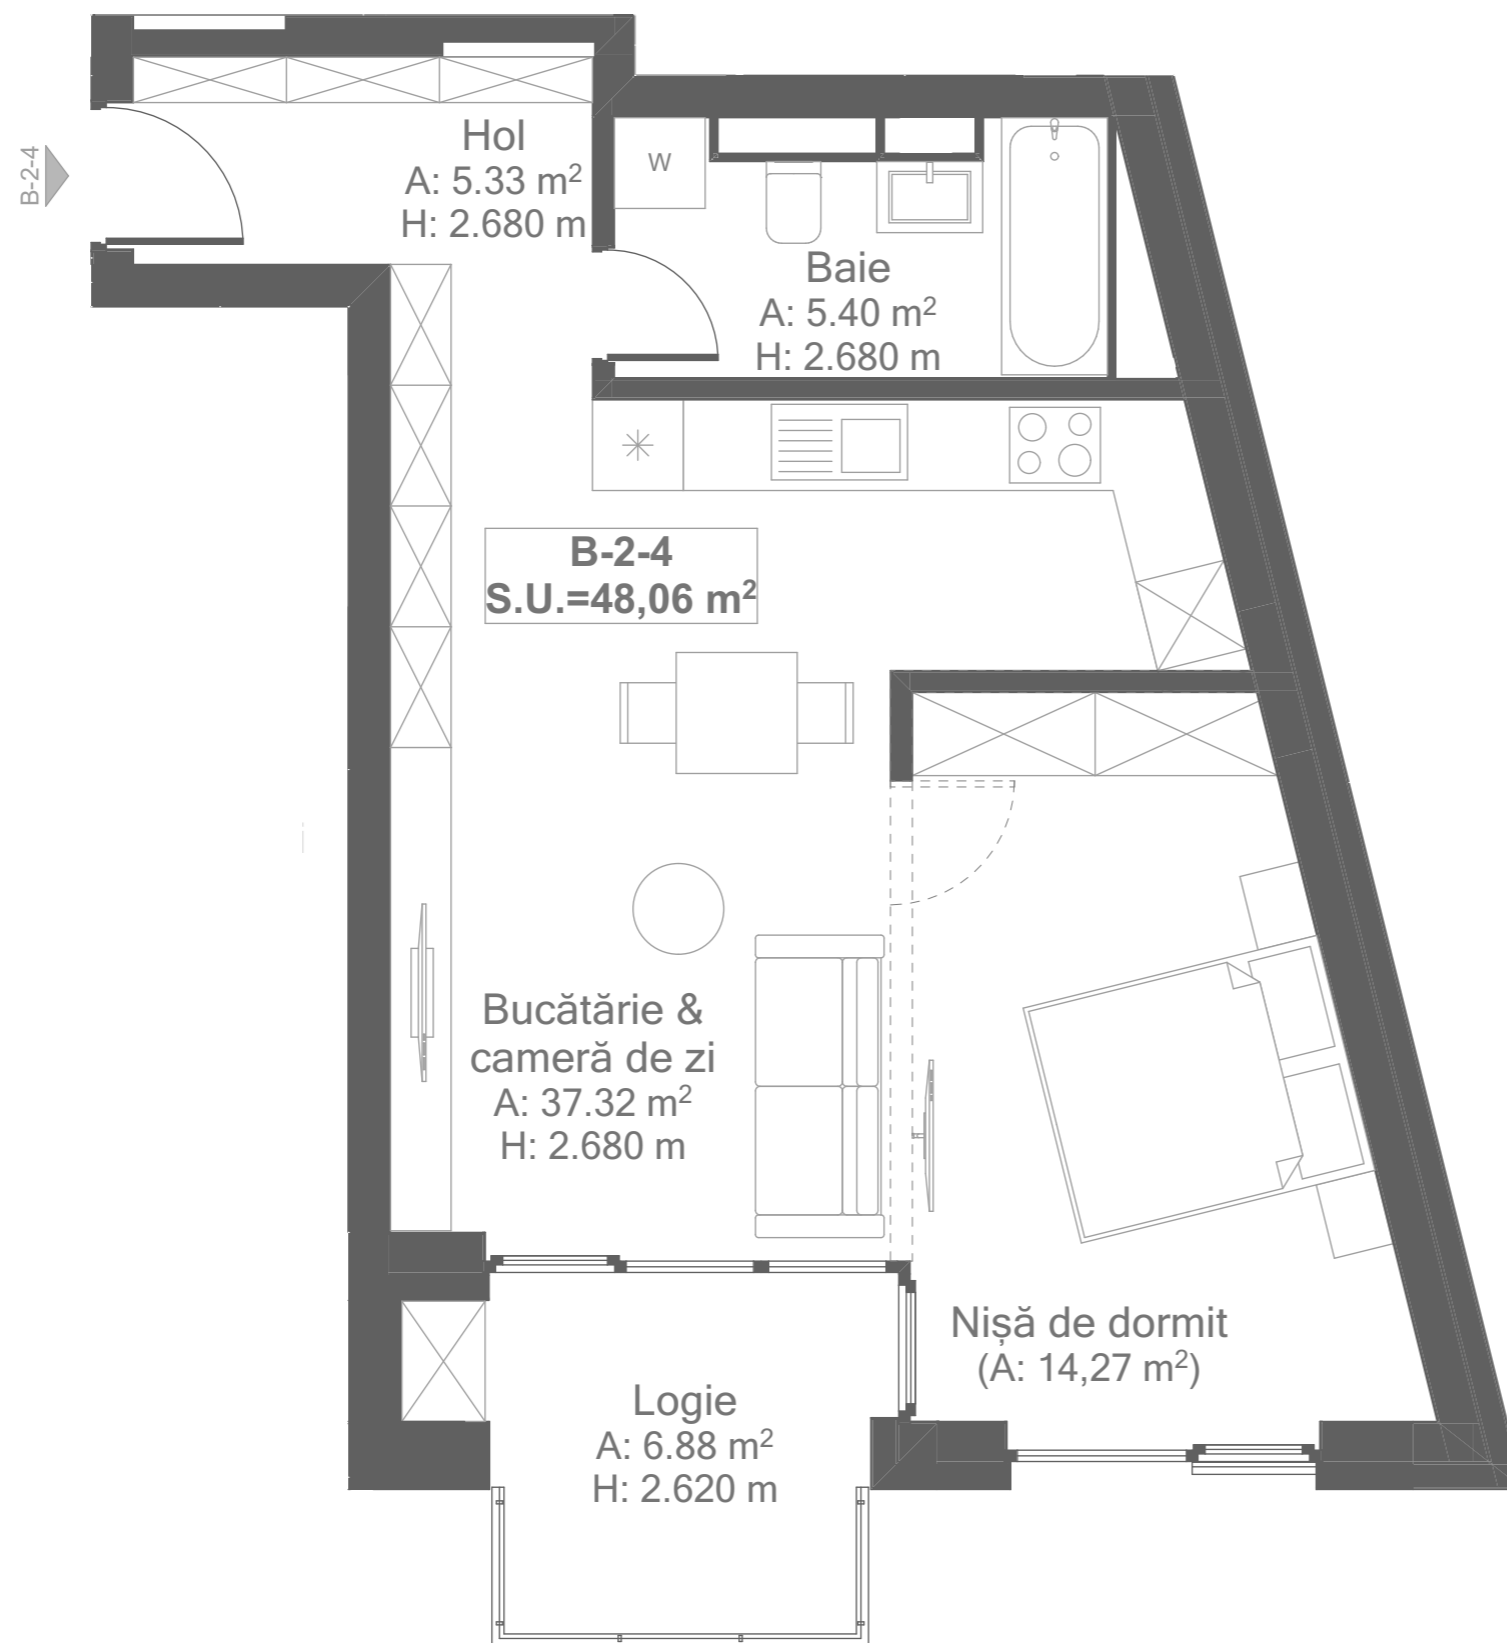 B-2-4
Hol
A: 5.33 m²
H: 2.680 m
W
Baie
A: 5.40 m²
H: 2.680 m
B-2-4
S.U.=48,06 m²
Bucătărie &
cameră de zi
A: 37.32 m²
H: 2.680 m
Nișă de dormit
(A: 14,27 m²)
Logie
A: 6.88 m²
H: 2.620 m